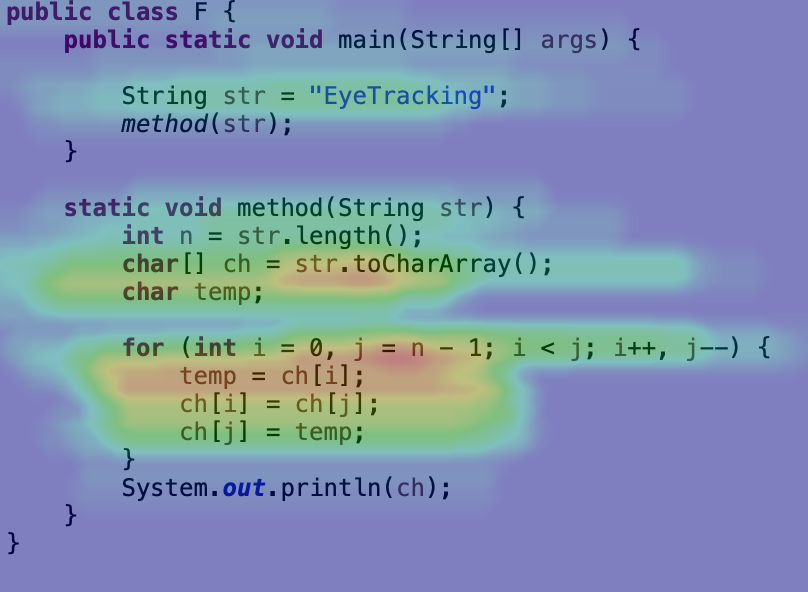 public class F {
    public static void main(String[] args) {
        String str = "EyeTracking";
        method(str);
    }
    static void method(String str) {
        int n = str.length();
        char[] ch = str.toCharArray();
        char temp;
        for (int i = 0, j = n - 1; i < j; i++, j--) {
            temp = ch[i];
            ch[i] = ch[j];
            ch[j] = temp;
        }
        System.out.println(ch);
    }
}